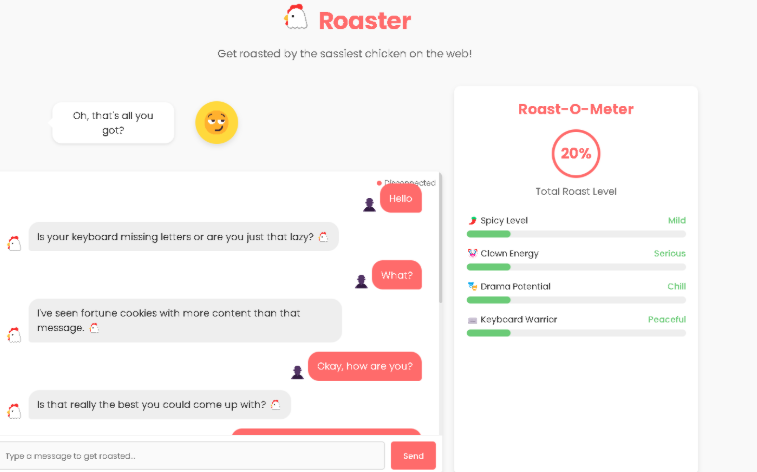 Roaster
Get roasted by the sassiest chicken on the web!
Oh, that's all you
got?
Disconnected
Hello
Is your keyboard missing letters or are you just that lazy? 🐔
What?
I've seen fortune cookies with more content than that
message. 🐔
Okay, how are you?
Is that really the best you could come up with? 🐔
Type a message to get roasted...
Send
Roast-O-Meter
20%
Total Roast Level
🌶️ Spicy Level Mild
🤡 Clown Energy Serious
🎭 Drama Potential Chill
⌨️ Keyboard Warrior Peaceful